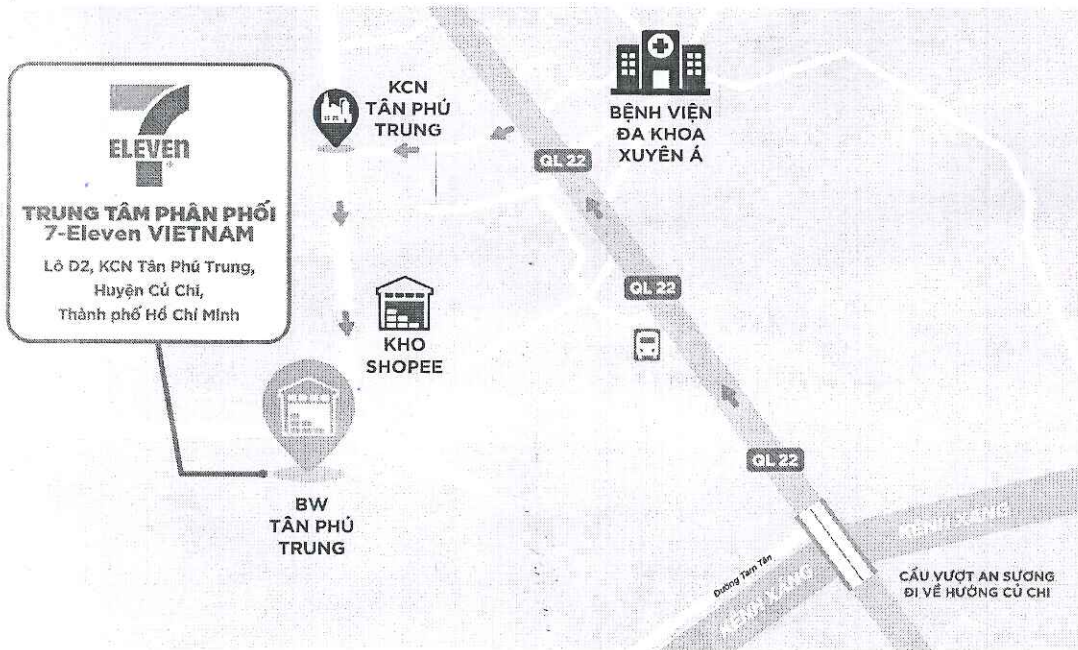 7
ELEVEN
TRUNG TÂM PHÂN PHỐI
7-Eleven VIETNAM
Lô D2, KCN Tân Phú Trung,
Huyện Củ Chi,
Thành phố Hồ Chí Minh
KCN
TÂN PHÚ
TRUNG
BỆNH VIỆN
ĐA KHOA
XUYÊN Á
QL 22
QL 22
KHO
SHOPEE
QL 22
BW
TÂN PHÚ
TRUNG
KÊNH XÁNG
Đường Tam Tân
KÊNH XÁNG
CẦU VƯỢT AN SƯƠNG
ĐI VỀ HƯỚNG CỦ CHI